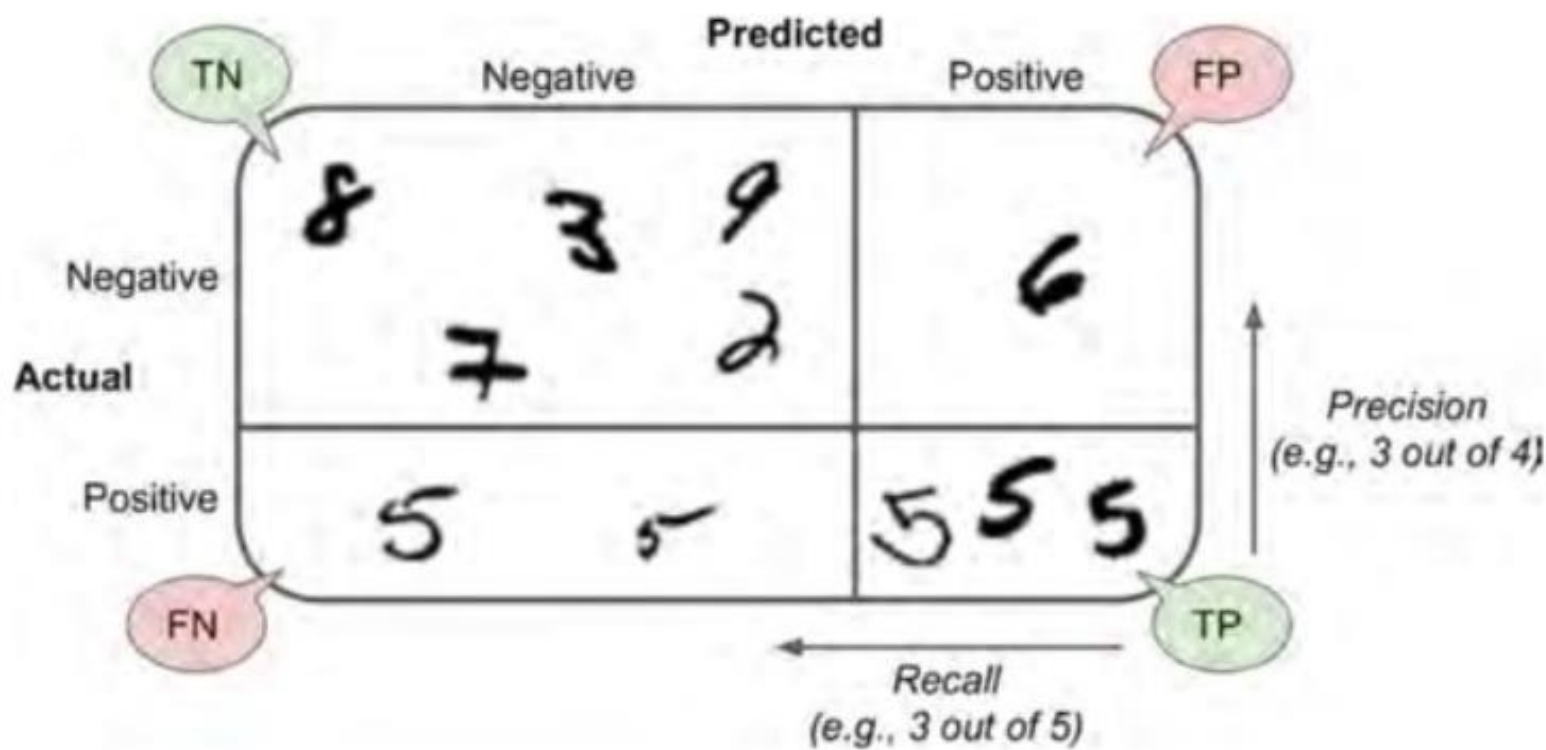 Predicted
TN
Negative
Positive
FP
8
3
9
Negative
6
7
2
Actual
Precision
(e.g., 3 out of 4)
Positive
5
5
5
5
5
FN
TP
Recall
(e.g., 3 out of 5)